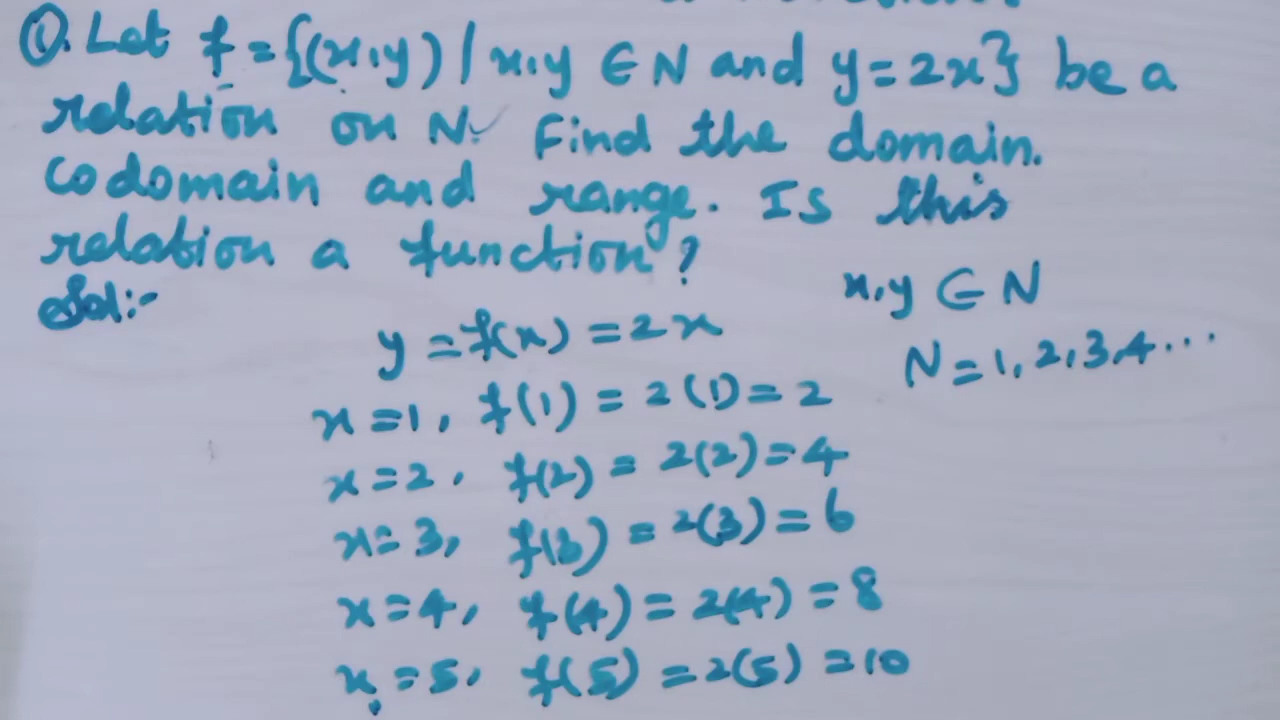 ①. Let f = {(x,y) / x,y ∈ N and y = 2x} be a
relation on N. Find the domain.
codomain and range. Is this
relation a function?
Sol:-
x,y ∈ N
y = f(x) = 2x
N = 1, 2, 3, 4...
x = 1, f(1) = 2(1) = 2
x = 2, f(2) = 2(2) = 4
x = 3, f(3) = 2(3) = 6
x = 4, f(4) = 2(4) = 8
x = 5, f(5) = 2(5) = 10